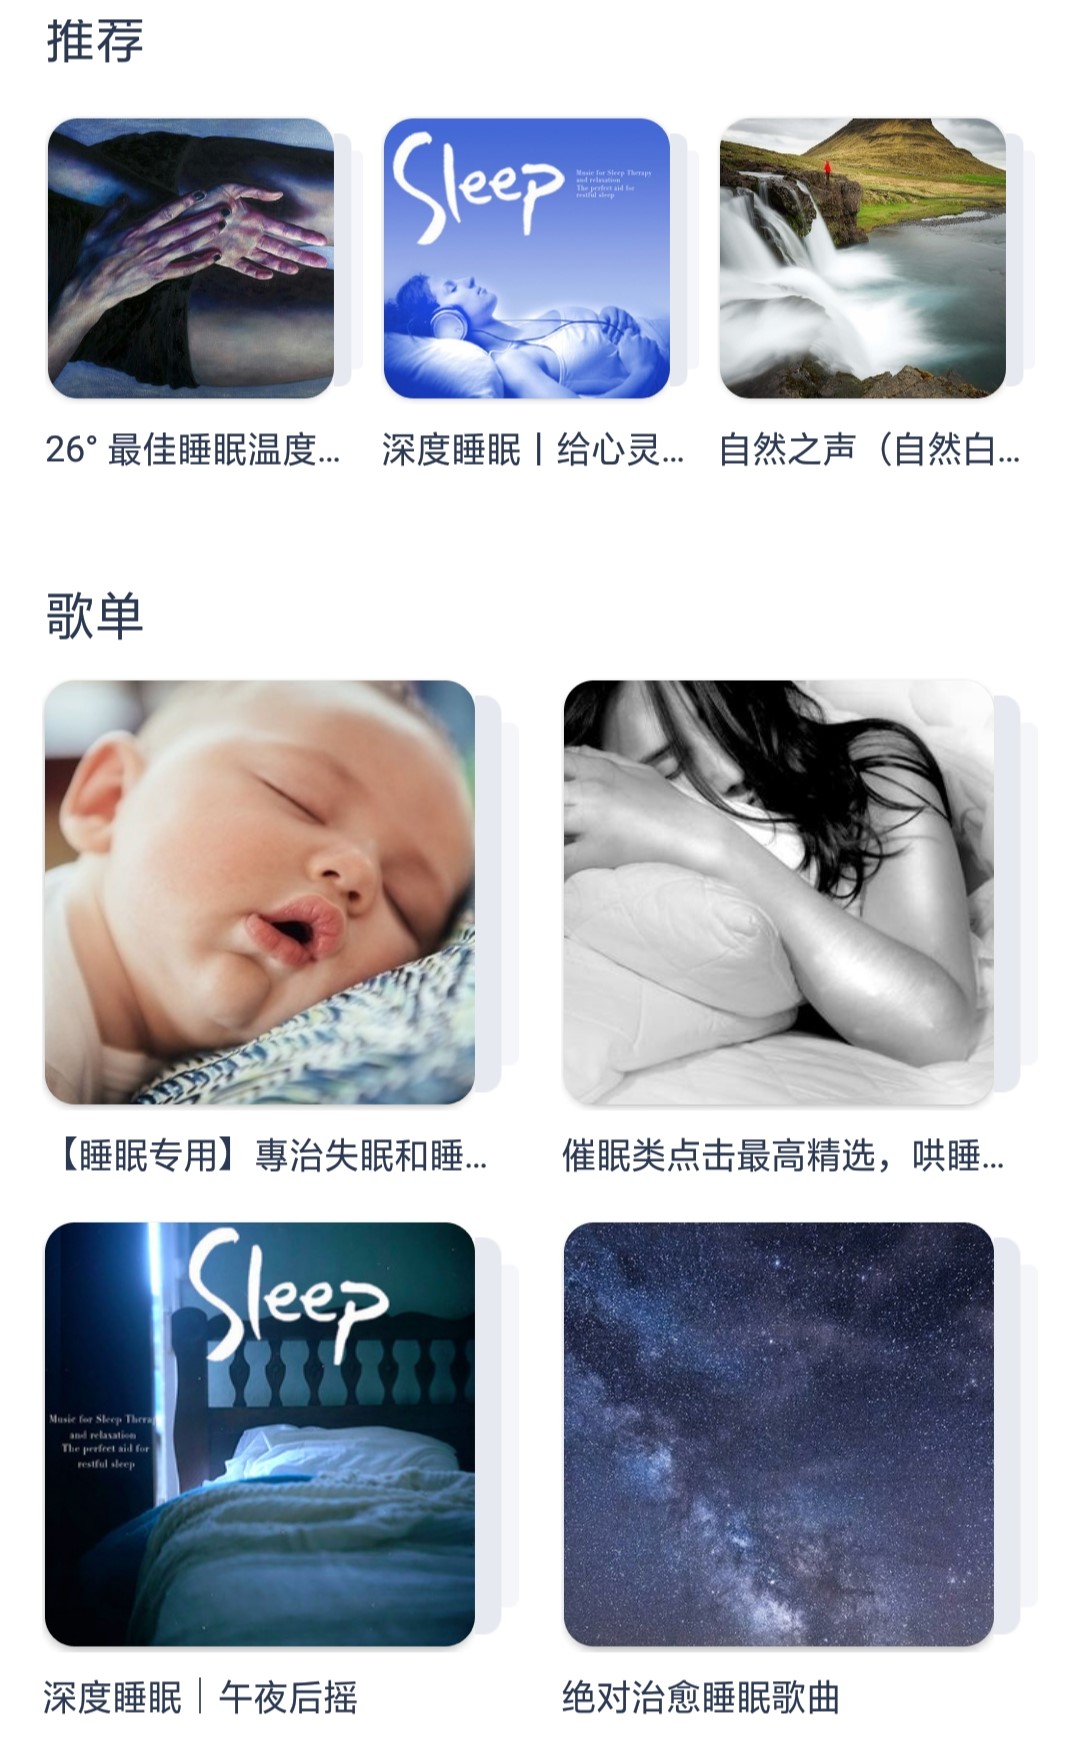 推荐
Sleep
Music for Sleep Therapy
and relaxation
The perfect aid for
restful sleep
26° 最佳睡眠温度...
深度睡眠丨给心灵...
自然之声（自然白...
歌单
【睡眠专用】專治失眠和睡...
催眠类点击最高精选，哄睡...
Sleep
Music for Sleep Therap
and relaxation
The perfect aid for
restful sleep
深度睡眠｜午夜后摇
绝对治愈睡眠歌曲